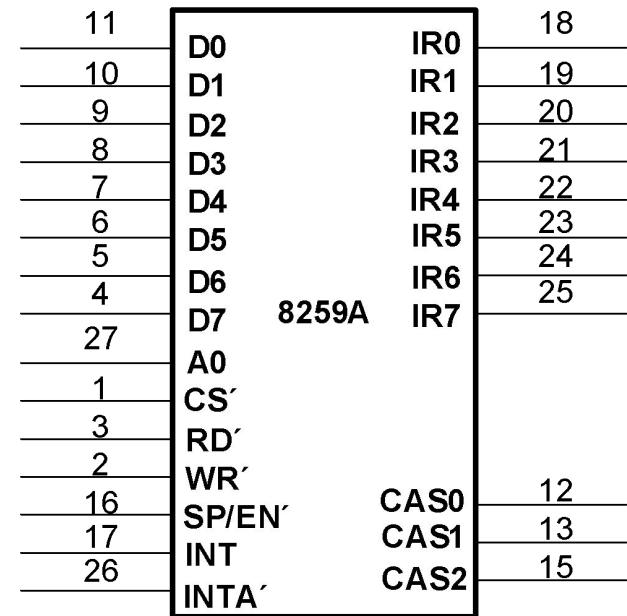 11 D0 IR0 18
10 D1 IR1 19
9 D2 IR2 20
8 D3 IR3 21
7 D4 IR4 22
6 D5 IR5 23
5 D6 IR6 24
4 D7 8259A IR7 25
27 A0
1 CS´
3 RD´
2 WR´
16 SP/EN´ CAS0 12
17 INT CAS1 13
26 INTA´ CAS2 15